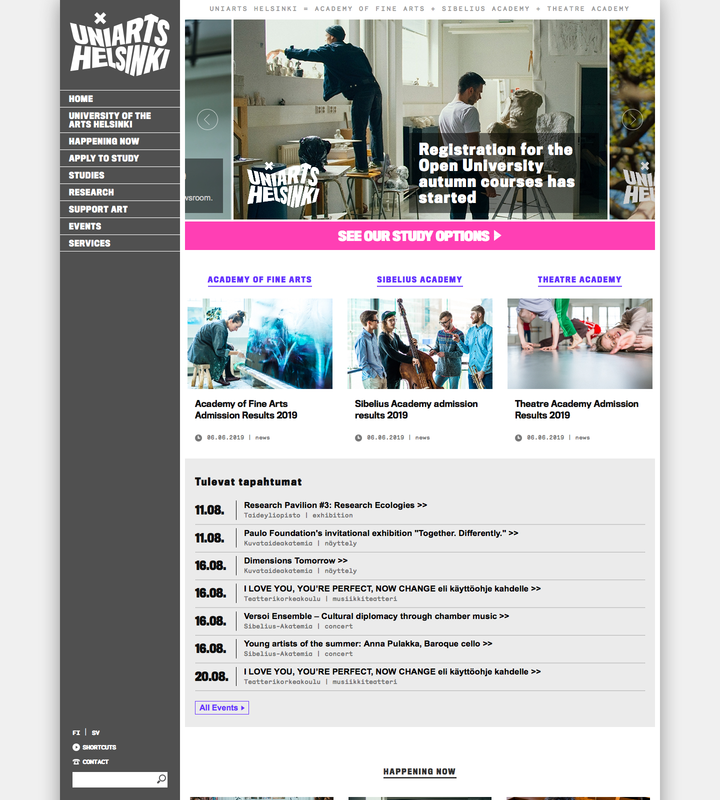 UNIARTS HELSINKI = ACADEMY OF FINE ARTS + SIBELIUS ACADEMY + THEATRE ACADEMY
UNIARTS
HELSINKI
HOME
UNIVERSITY OF THE
ARTS HELSINKI
HAPPENING NOW
APPLY TO STUDY
STUDIES
RESEARCH
SUPPORT ART
EVENTS
SERVICES
FI | SV
SHORTCUTS
CONTACT
wsroom.
UNIARTS
HELSINKI
Registration for the
Open University
autumn courses has
started
SEE OUR STUDY OPTIONS
ACADEMY OF FINE ARTS
Academy of Fine Arts
Admission Results 2019
06.06.2019 | news
SIBELIUS ACADEMY
Sibelius Academy admission
results 2019
06.06.2019 | news
THEATRE ACADEMY
Theatre Academy Admission
Results 2019
06.06.2019 | news
Tulevat tapahtumat
11.08. Research Pavilion #3: Research Ecologies >>
Taideyliopisto | exhibition
11.08. Paulo Foundation's invitational exhibition "Together. Differently." >>
Kuvataideakatemia | näyttely
16.08. Dimensions Tomorrow >>
Kuvataideakatemia | näyttely
16.08. I LOVE YOU, YOU'RE PERFECT, NOW CHANGE eli käyttöohje kahdelle >>
Teatterikorkeakoulu | musiikkiteatteri
16.08. Versoi Ensemble – Cultural diplomacy through chamber music >>
Sibelius-Akatemia | concert
16.08. Young artists of the summer: Anna Pulakka, Baroque cello >>
Sibelius-Akatemia | concert
20.08. I LOVE YOU, YOU'RE PERFECT, NOW CHANGE eli käyttöohje kahdelle >>
Teatterikorkeakoulu | musiikkiteatteri
All Events
HAPPENING NOW